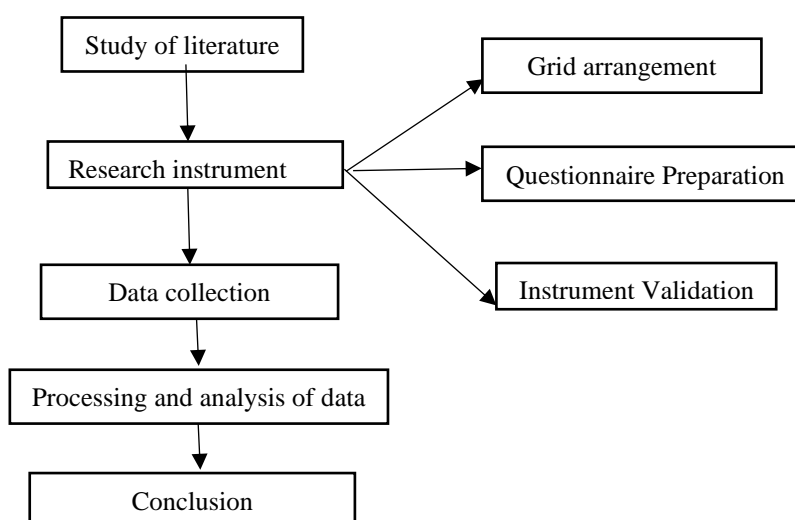 Study of literature
Grid arrangement
Research instrument
Questionnaire Preparation
Data collection
Instrument Validation
Processing and analysis of data
Conclusion